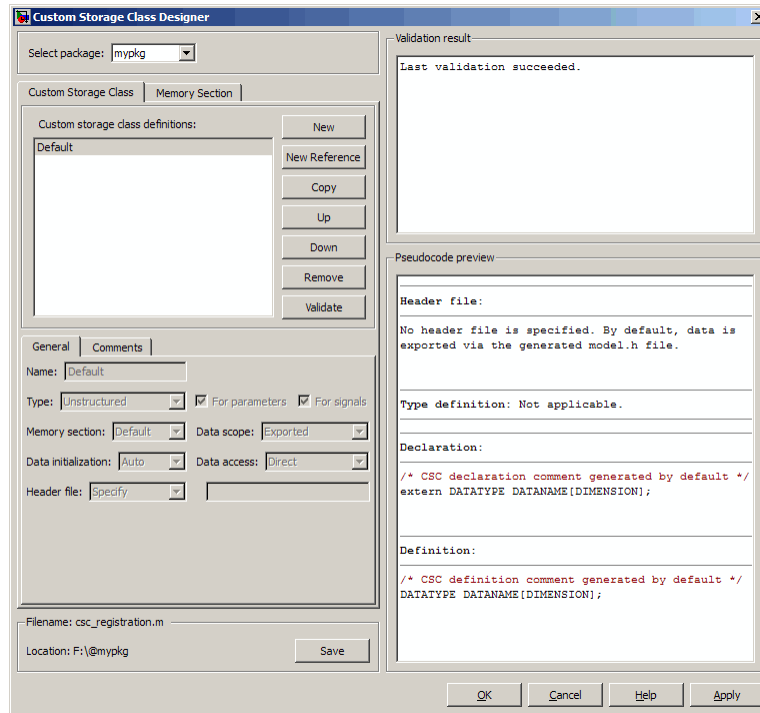 Custom Storage Class Designer
Select package: mypkg
Custom Storage Class Memory Section
Custom storage class definitions:
Default
New
New Reference
Copy
Up
Down
Remove
Validate
General Comments
Name: Default
Type: Unstructured For parameters For signals
Memory section: Default Data scope: Exported
Data initialization: Auto Data access: Direct
Header file: Specify
Filename: csc_registration.m
Location: F:\@mypkg Save
Validation result
Last validation succeeded.
Pseudocode preview
Header file:
No header file is specified. By default, data is
exported via the generated model.h file.
Type definition: Not applicable.
Declaration:
/* CSC declaration comment generated by default */
extern DATATYPE DATANAME[DIMENSION];
Definition:
/* CSC definition comment generated by default */
DATATYPE DATANAME[DIMENSION];
OK Cancel Help Apply